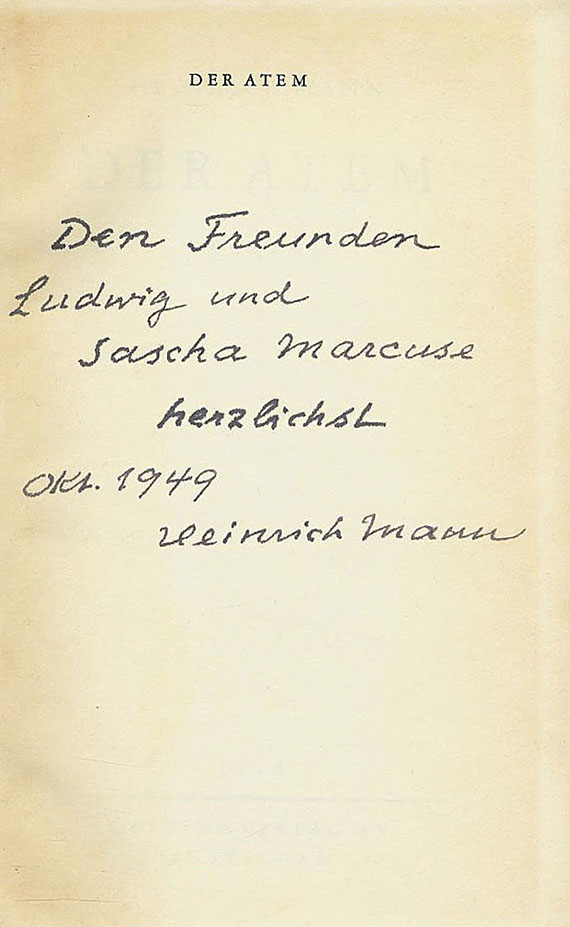 DER ATEM
Den Freunden
Ludwig und
Sascha Marcuse
herzlichst
Okt. 1949
Heinrich Mann